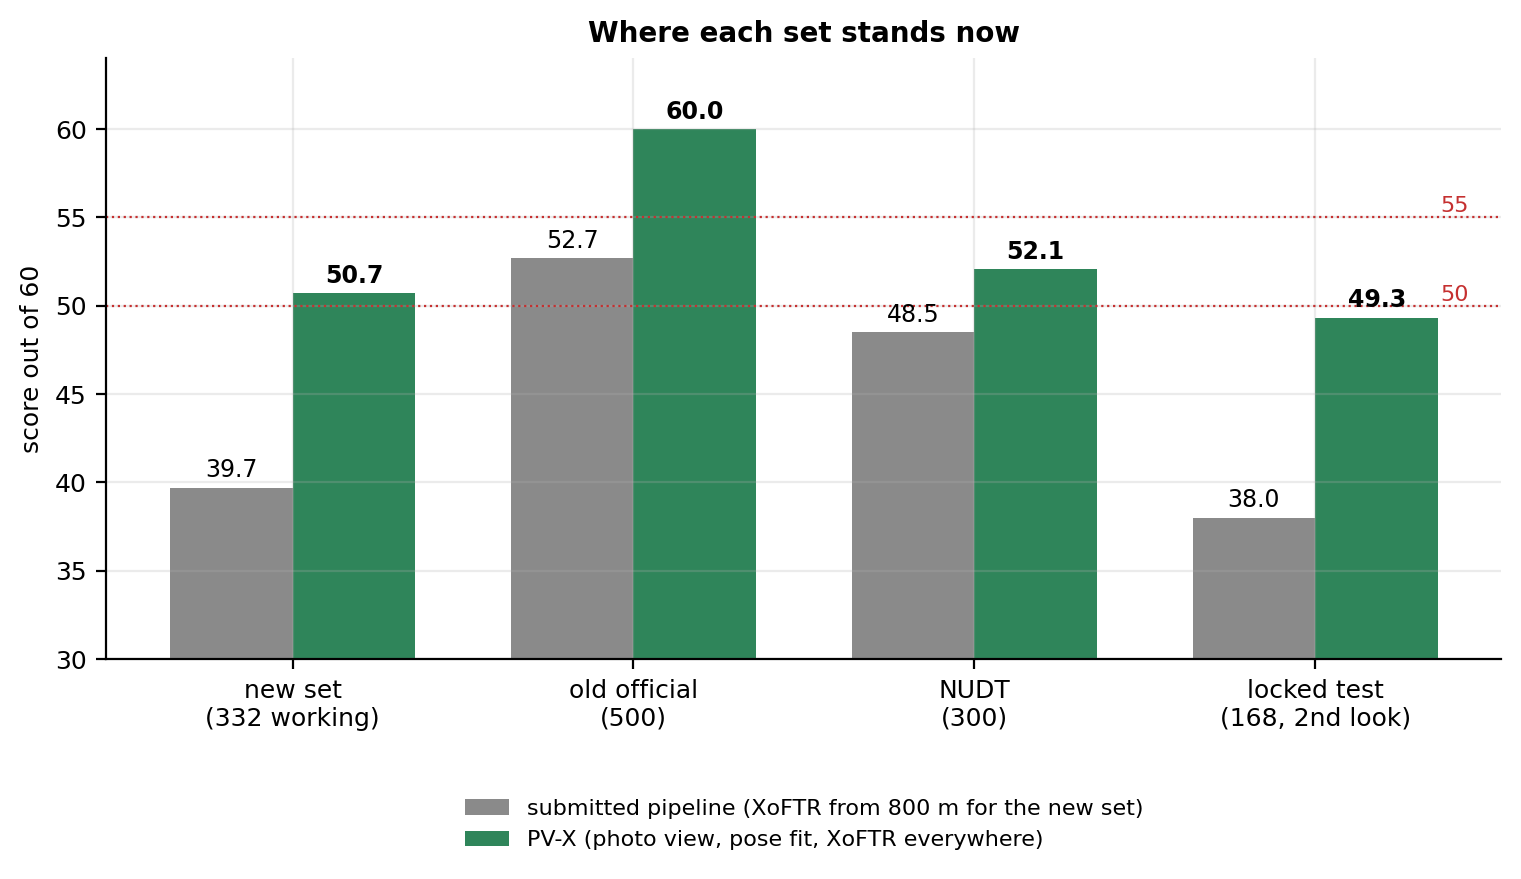 Where each set stands now
score out of 60
60
55
50
45
40
35
30
39.7
50.7
52.7
60.0
48.5
52.1
38.0
49.3
55
50
new set
(332 working)
old official
(500)
NUDT
(300)
locked test
(168, 2nd look)
submitted pipeline (XoFTR from 800 m for the new set)
PV-X (photo view, pose fit, XoFTR everywhere)